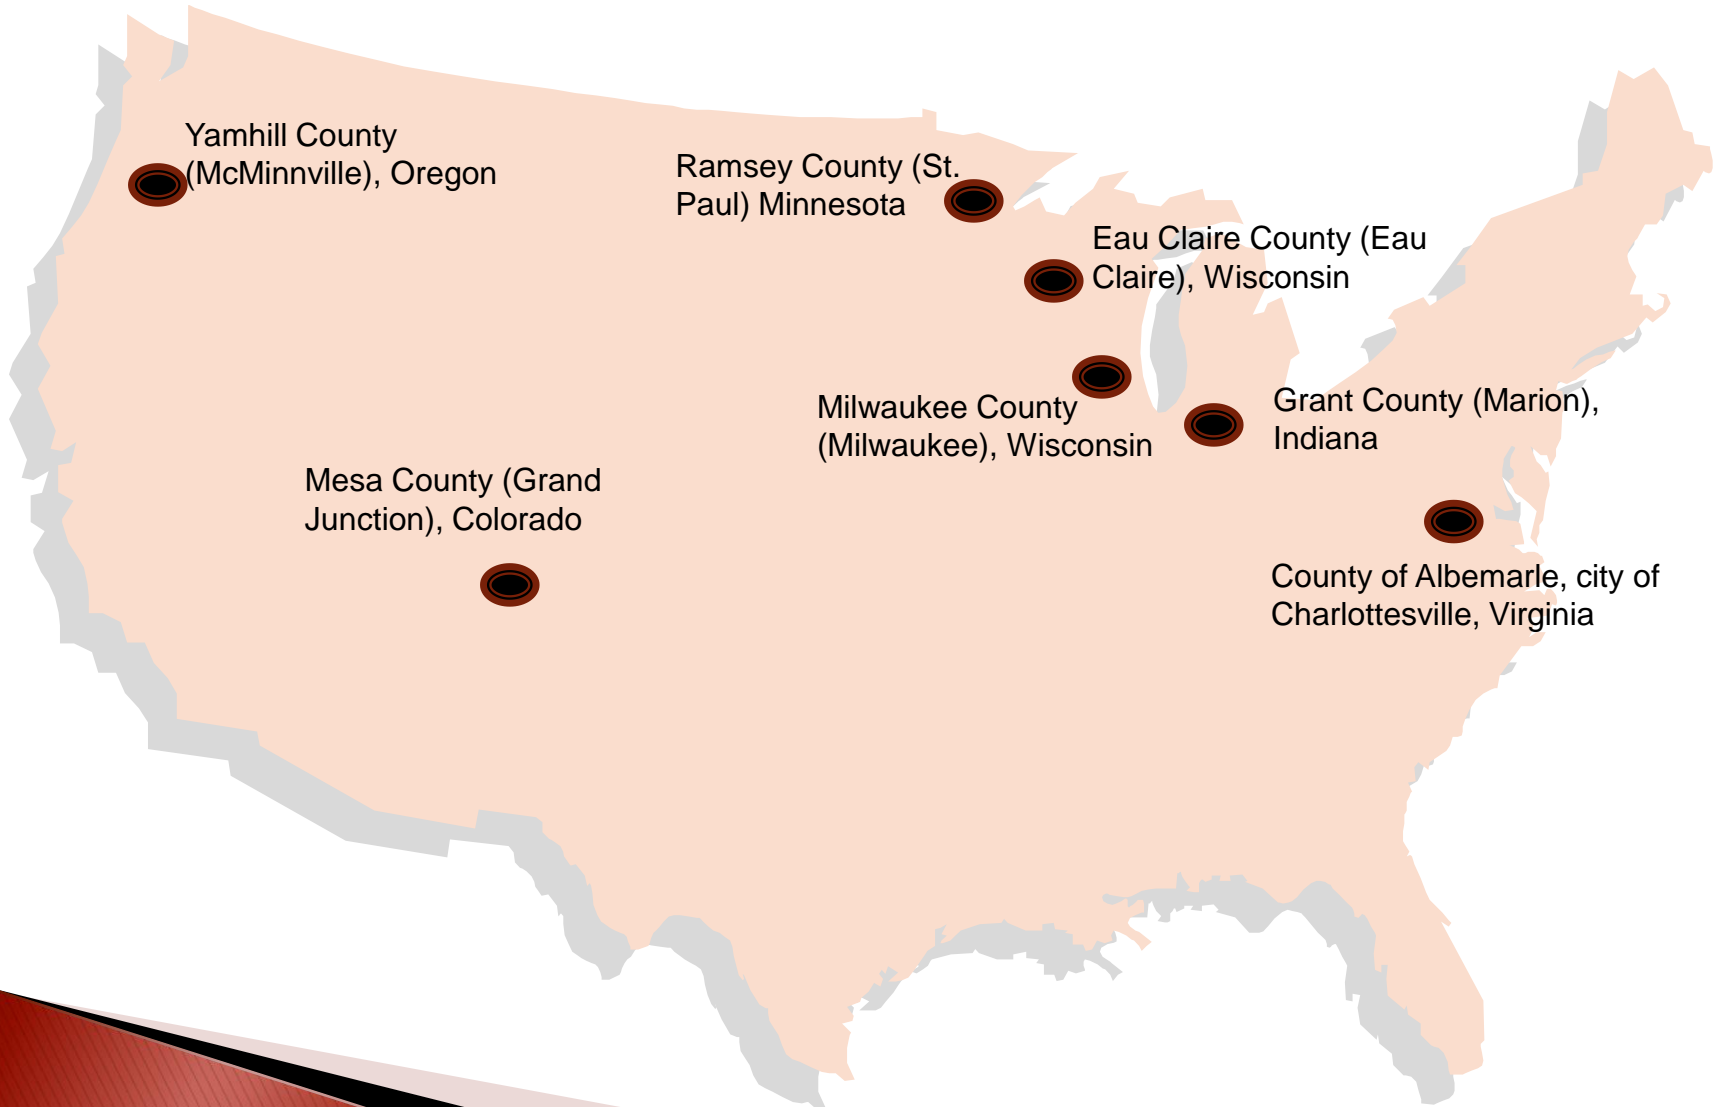 Yamhill County
(McMinnville), Oregon
Ramsey County (St.
Paul) Minnesota
Eau Claire County (Eau
Claire), Wisconsin
Milwaukee County
(Milwaukee), Wisconsin
Grant County (Marion),
Indiana
Mesa County (Grand
Junction), Colorado
County of Albemarle, city of
Charlottesville, Virginia